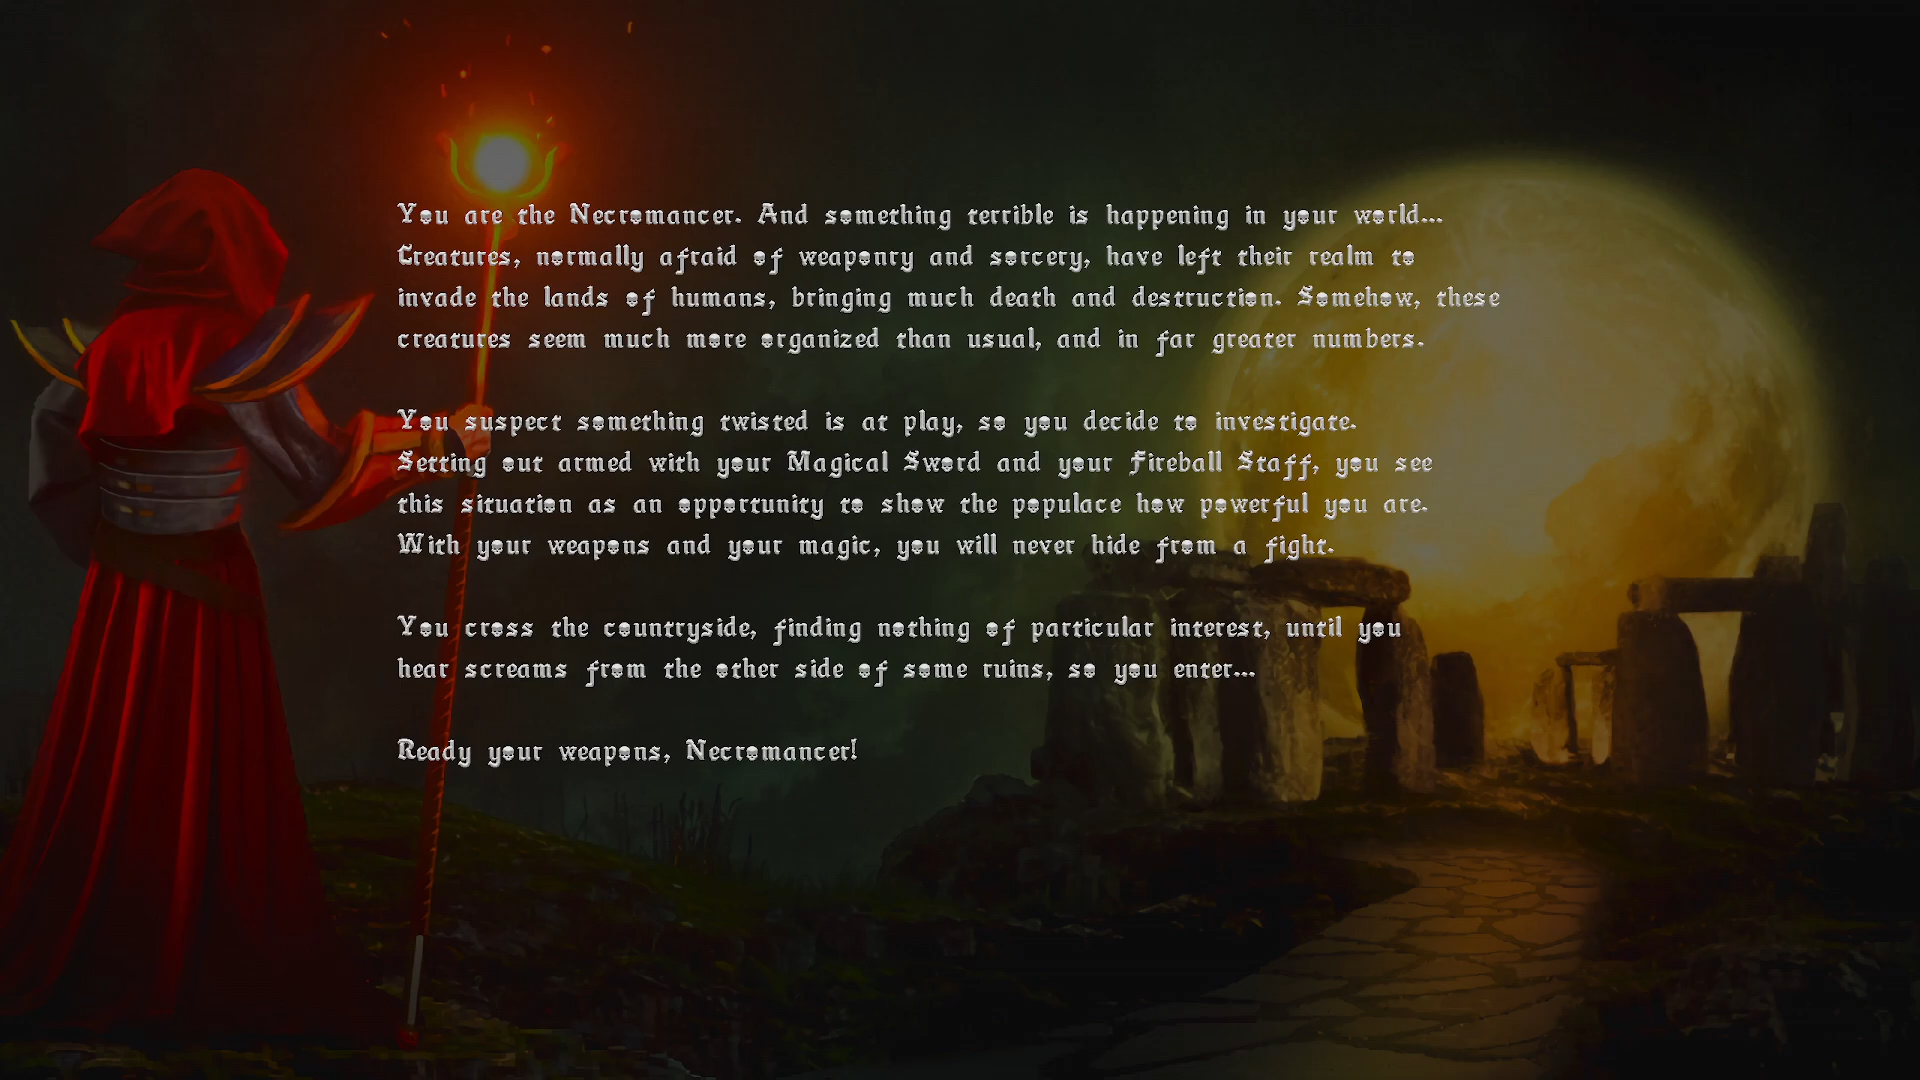 You are the Necromancer. And something terrible is happening in your world...
Creatures, normally afraid of weaponry and sorcery, have left their realm to
invade the lands of humans, bringing much death and destruction. Somehow, these
creatures seem much more organized than usual, and in far greater numbers.
You suspect something twisted is at play, so you decide to investigate.
Setting out armed with your Magical Sword and your Fireball Staff, you see
this situation as an opportunity to show the populace how powerful you are.
With your weapons and your magic, you will never hide from a fight.
You cross the countryside, finding nothing of particular interest, until you
hear screams from the other side of some ruins, so you enter...
Ready your weapons, Necromancer!